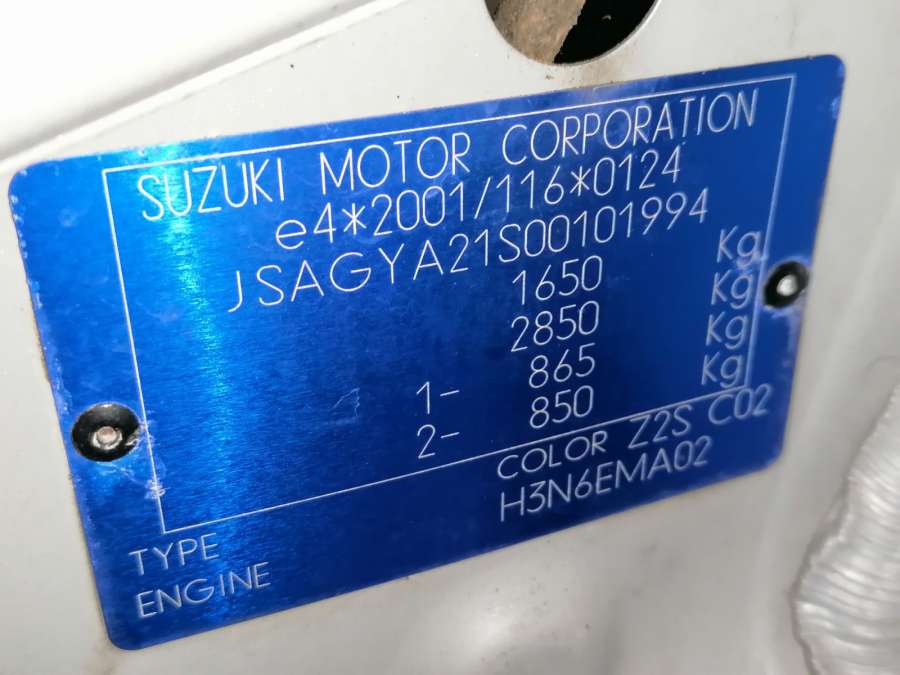 SUZUKI MOTOR CORPORATION
e4*2001/116*0124
JSAGYA21S00101994
1650 Kg
2850 Kg
1- 865 Kg
2- 850 Kg
COLOR Z2S C02
TYPE H3N6EMA02
ENGINE